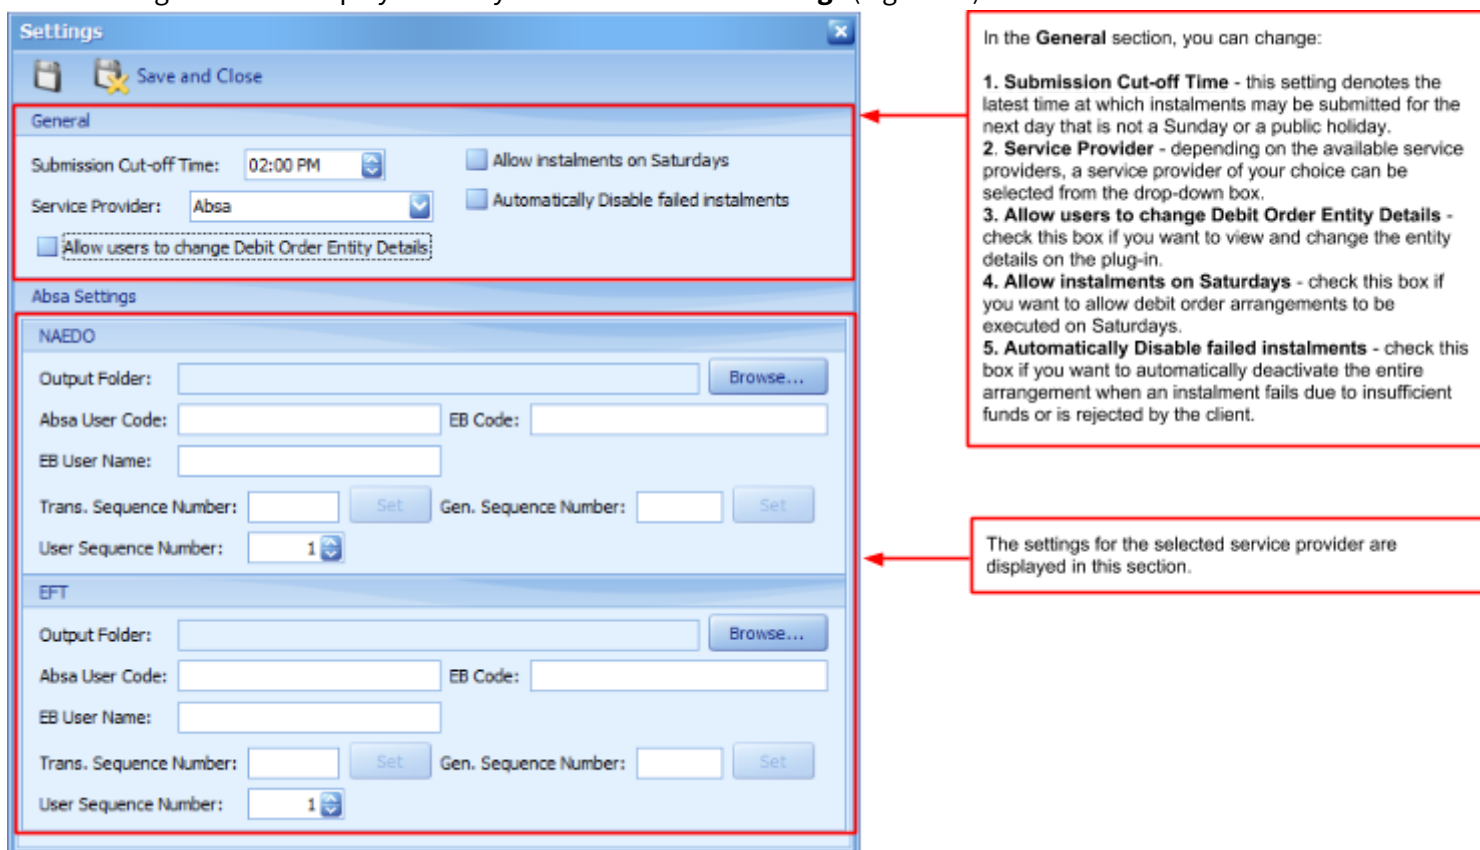 Settings
Save and Close
General
Submission Cut-off Time: 02:00 PM
Allow instalments on Saturdays
Service Provider: Absa
Automatically Disable failed instalments
Allow users to change Debit Order Entity Details
Absa Settings
NAEDO
Output Folder: Browse...
Absa User Code: EB Code:
EB User Name:
Trans. Sequence Number: Set Gen. Sequence Number: Set
User Sequence Number: 1
EFT
Output Folder: Browse...
Absa User Code: EB Code:
EB User Name:
Trans. Sequence Number: Set Gen. Sequence Number: Set
User Sequence Number: 1
In the General section, you can change:
1. Submission Cut-off Time - this setting denotes the
latest time at which instalments may be submitted for the
next day that is not a Sunday or a public holiday.
2. Service Provider - depending on the available service
providers, a service provider of your choice can be
selected from the drop-down box.
3. Allow users to change Debit Order Entity Details -
check this box if you want to view and change the entity
details on the plug-in.
4. Allow instalments on Saturdays - check this box if
you want to allow debit order arrangements to be
executed on Saturdays.
5. Automatically Disable failed instalments - check this
box if you want to automatically deactivate the entire
arrangement when an instalment fails due to insufficient
funds or is rejected by the client.
The settings for the selected service provider are
displayed in this section.